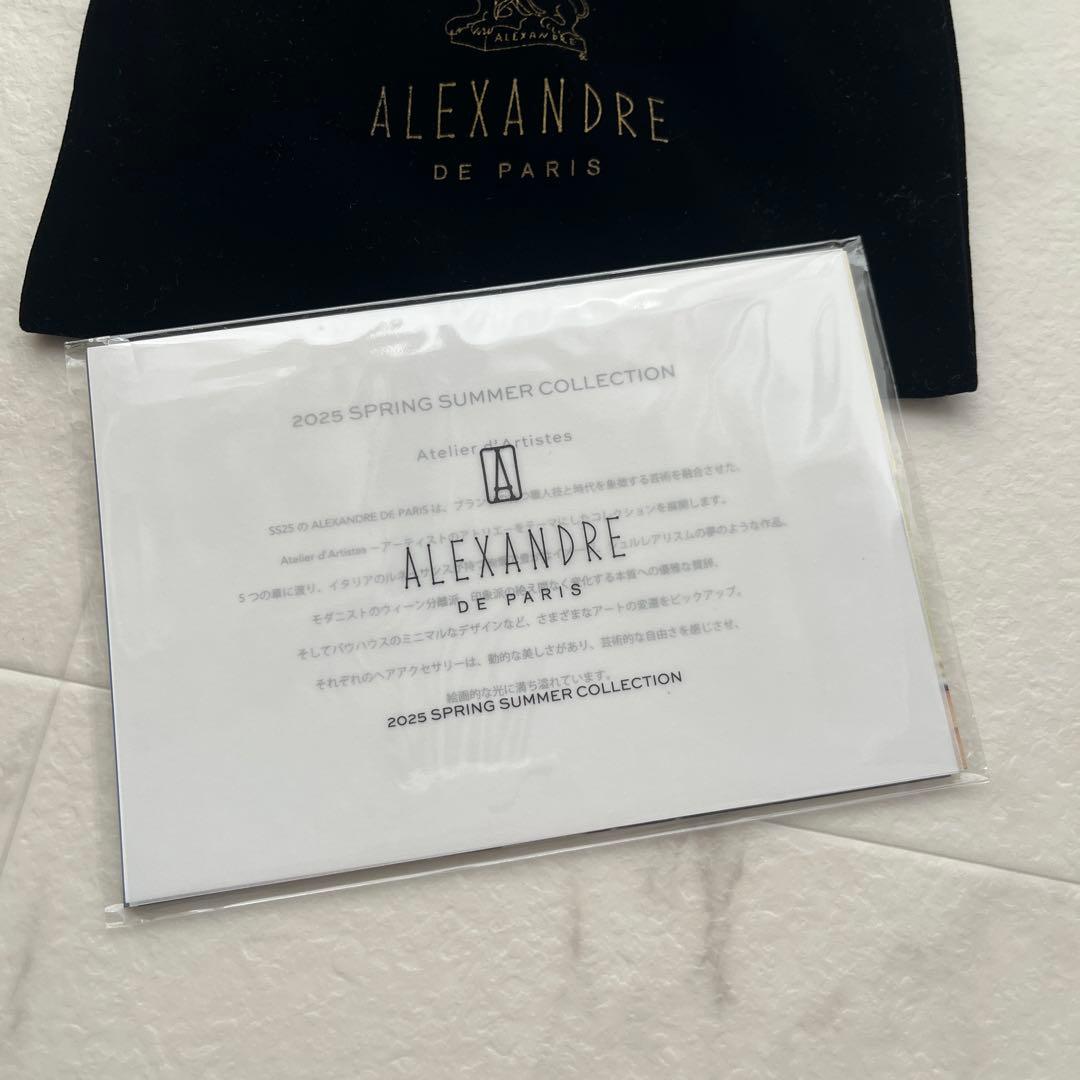 ALEXANDRE
ALEXANDRE
DE PARIS
2025 SPRING SUMMER COLLECTION
Atelier d'Artistes
A
SS25 の ALEXANDRE DE PARIS は、ブラン 職人技と時代を象徴する芸術を融合させた、
Atelier d'Artistes −アーティストのアトリエーをテーマにしたコレクションを展開します。
ALEXANDRE
5つの章に渡り、イタリアのルネ シュルレアリスムの夢のような作品、
DE PARIS
モダニストのウィーン分離派、印象派の絶え間なく変化する本質への優雅な賛辞、
そしてバウハウスのミニマルなデザインなど、さまざまなアートの変遷をピックアップ。
それぞれのヘアアクセサリーは、動的な美しさがあり、芸術的な自由さを感じさせ、
絵画的な光に満ち溢れています。
2025 SPRING SUMMER COLLECTION